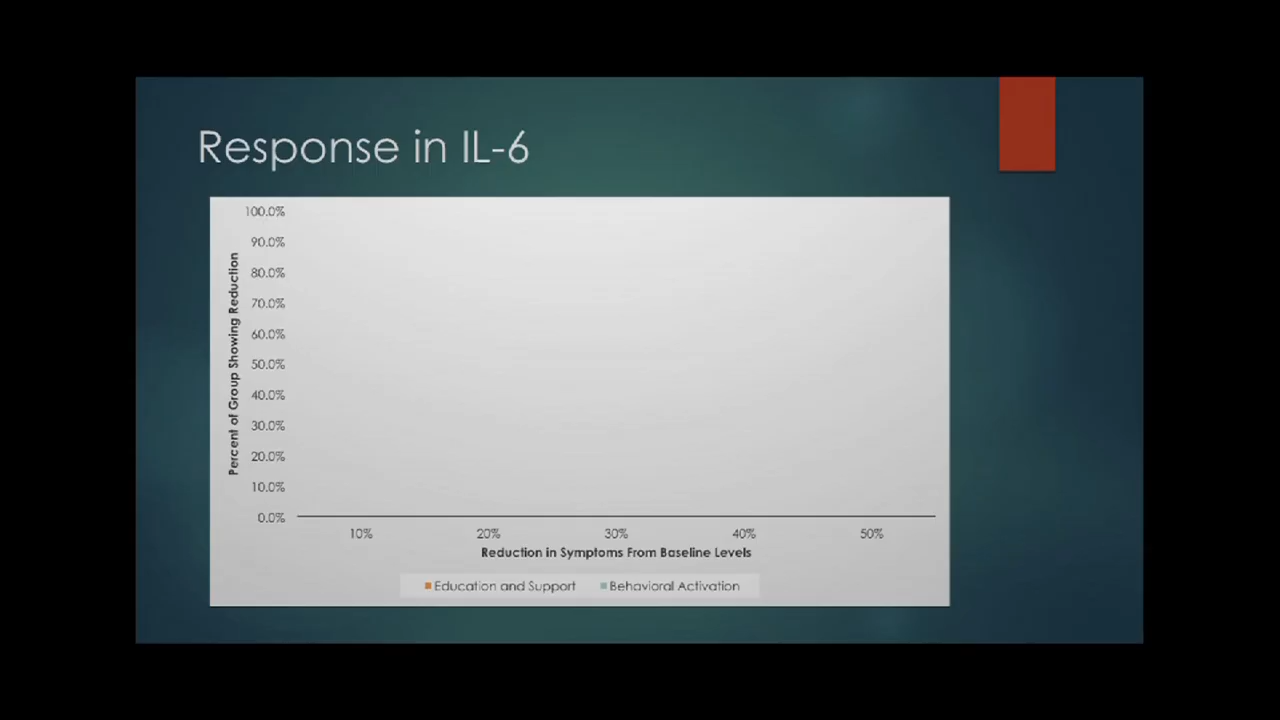 Response in IL-6
100.0%
90.0%
80.0%
70.0%
60.0%
50.0%
40.0%
30.0%
20.0%
10.0%
0.0%
Percent of Group Showing Reduction
10% 20% 30% 40% 50%
Reduction in Symptoms From Baseline Levels
Education and Support Behavioral Activation